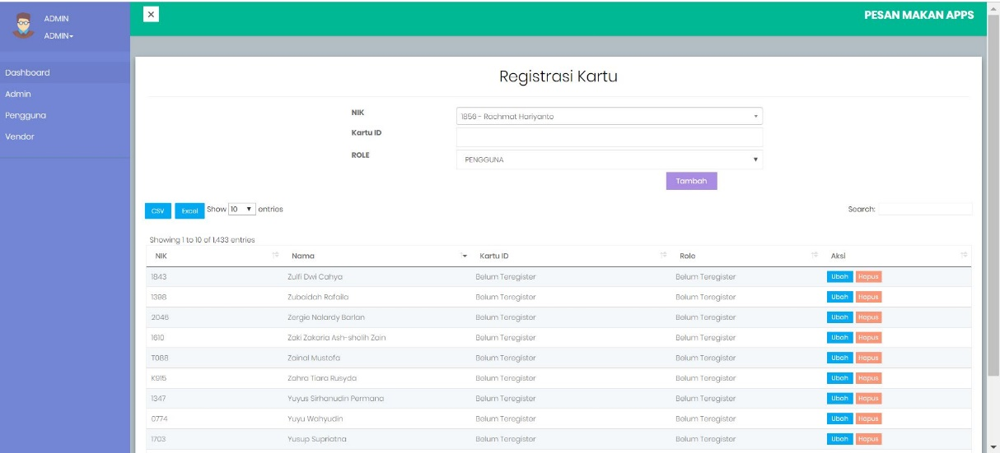 ADMIN
ADMIN
× PESAN MAKAN APPS
Dashboard
Admin
Pengguna
Vendor
Registrasi Kartu
NIK 1856 - Rachmat Hariyanto
Kartu ID
ROLE PENGGUNA
Tambah
CSV Excel Show 10 entries Search:
Showing 1 to 10 of 1,433 entries
NIK Nama Kartu ID Role Aksi
1843 Zulfi Dwi Cahya Belum Teregister Belum Teregister Ubah Hapus
1398 Zubaidah Rafaila Belum Teregister Belum Teregister Ubah Hapus
2046 Zergie Nalardy Barlan Belum Teregister Belum Teregister Ubah Hapus
1610 Zaki Zakaria Ash-sholih Zain Belum Teregister Belum Teregister Ubah Hapus
T088 Zainal Mustofa Belum Teregister Belum Teregister Ubah Hapus
K915 Zahra Tiara Rusyda Belum Teregister Belum Teregister Ubah Hapus
1347 Yuyus Sirhanudin Permana Belum Teregister Belum Teregister Ubah Hapus
0774 Yuyu Wahyudin Belum Teregister Belum Teregister Ubah Hapus
1703 Yusup Supriatna Belum Teregister Belum Teregister Ubah Hapus